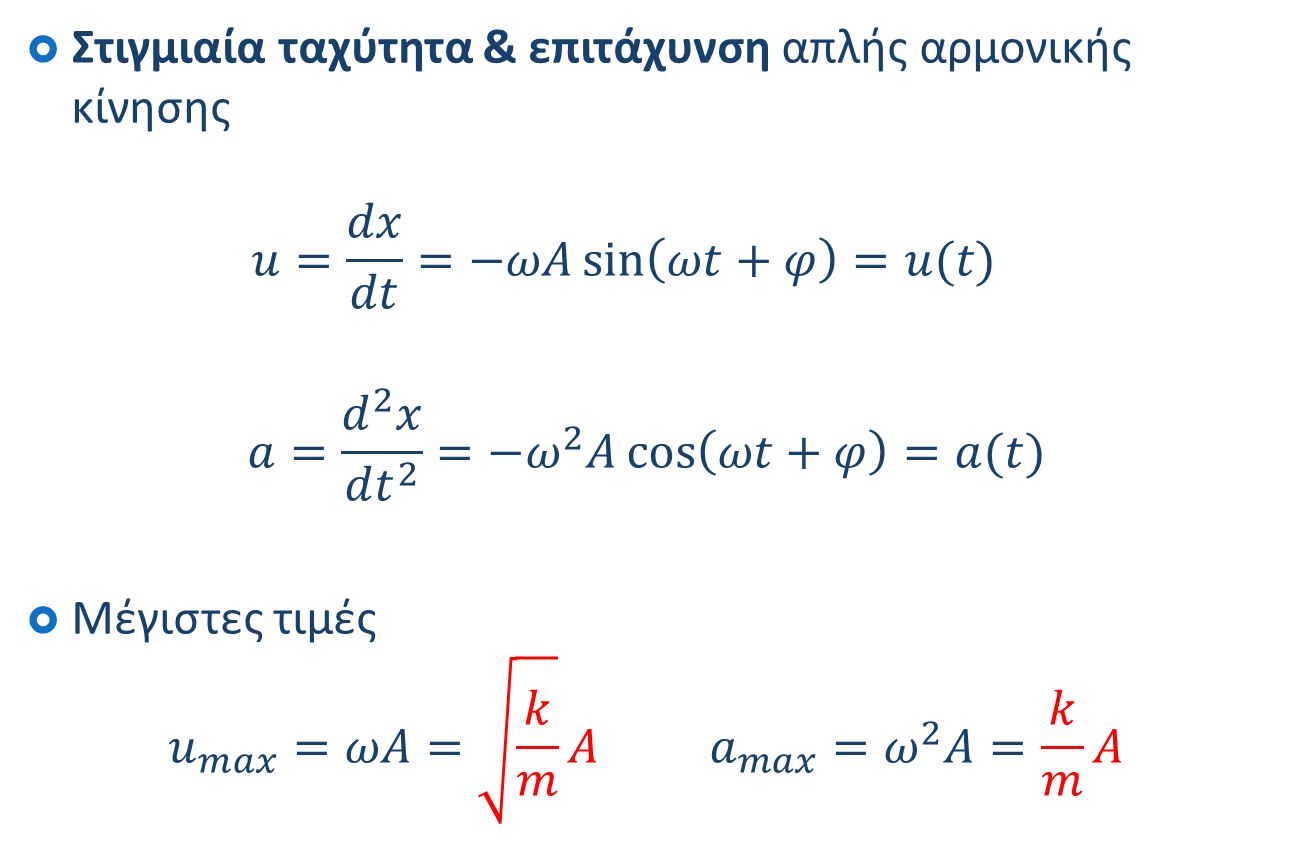 Στιγμιαία ταχύτητα & επιτάχυνση απλής αρμονικής
κίνησης
u = dx/dt = −ωA sin(ωt + φ) = u(t)
a = d²x/dt² = −ω²A cos(ωt + φ) = a(t)
Μέγιστες τιμές
u_max = ωA = √(k/m) A    a_max = ω²A = k/m A